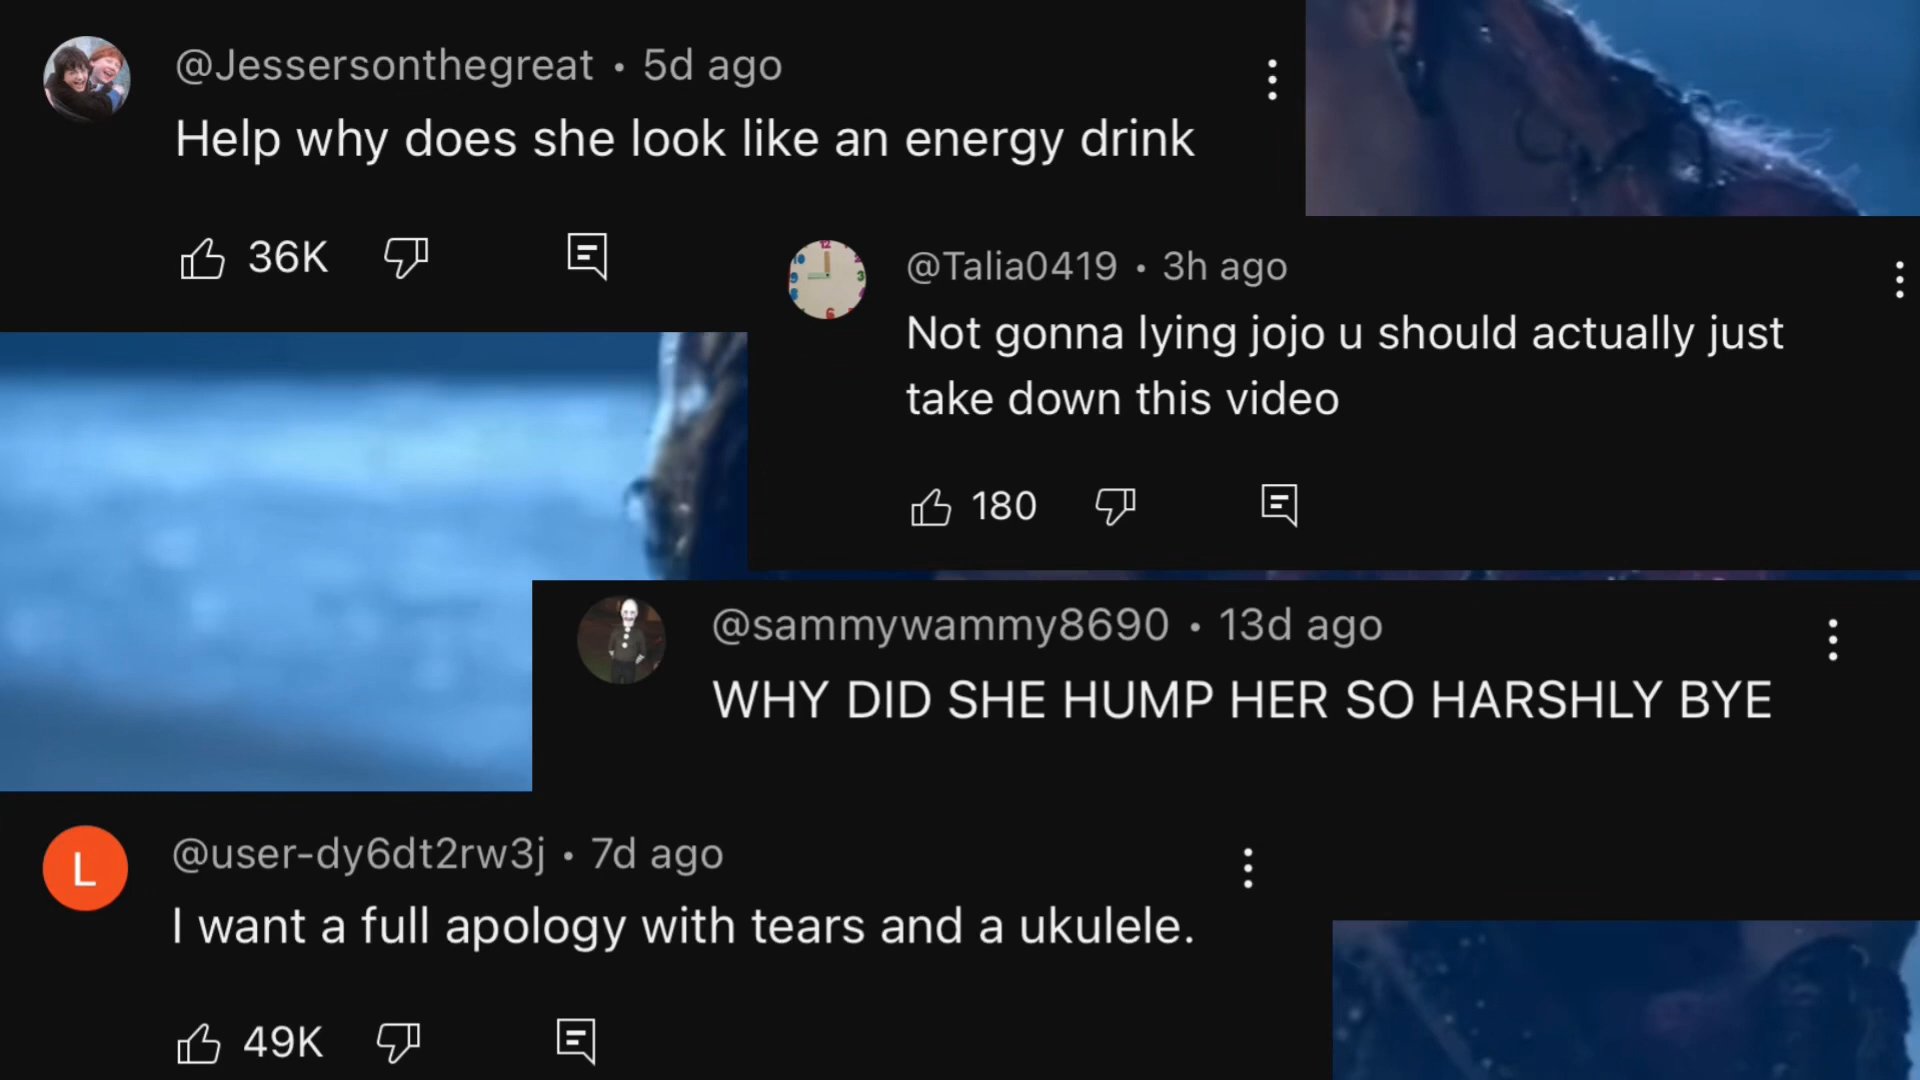 @Jessersonthegreat • 5d ago
Help why does she look like an energy drink
36K
@Talia0419 • 3h ago
Not gonna lying jojo u should actually just
take down this video
180
@sammywammy8690 • 13d ago
WHY DID SHE HUMP HER SO HARSHLY BYE
L
@user-dy6dt2rw3j • 7d ago
I want a full apology with tears and a ukulele.
49K